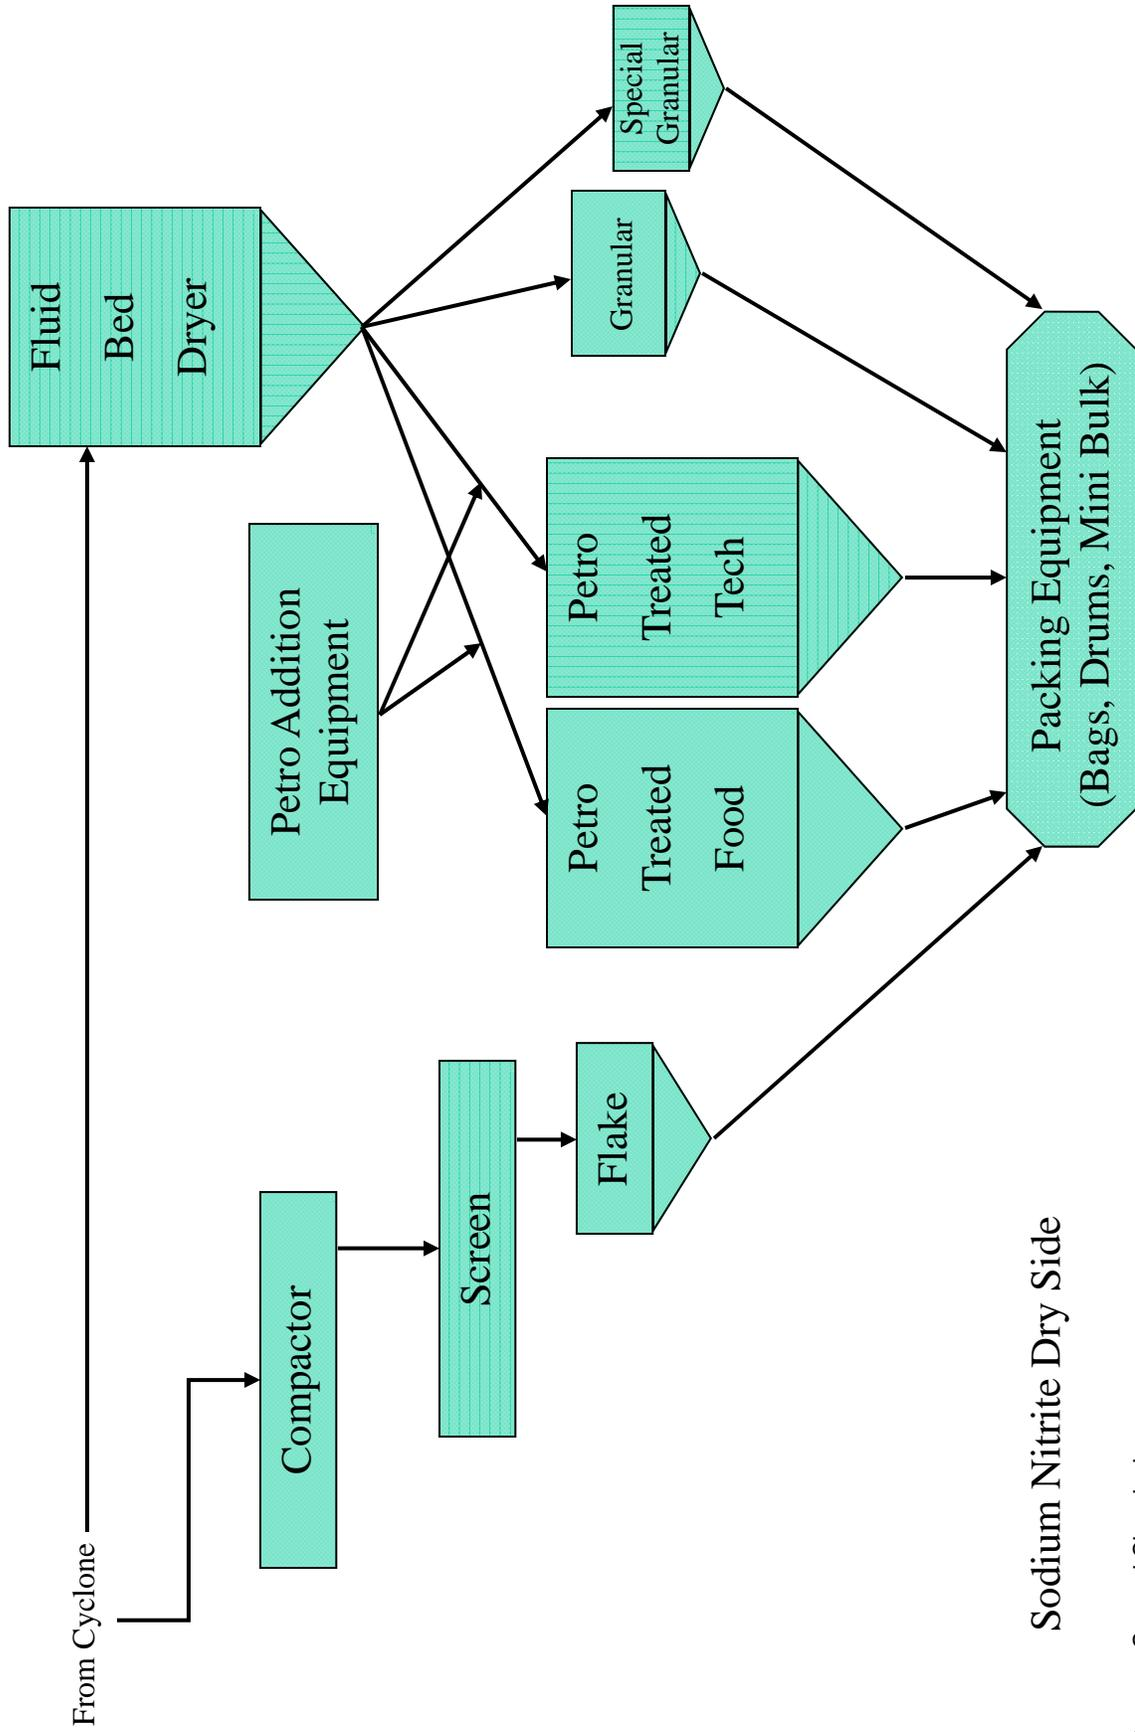 From Cyclone
Fluid
Bed
Dryer
Petro Addition
Equipment
Compactor
Screen
Flake
Petro
Treated
Food
Petro
Treated
Tech
Granular
Special
Granular
Packing Equipment
(Bags, Drums, Mini Bulk)
Sodium Nitrite Dry Side